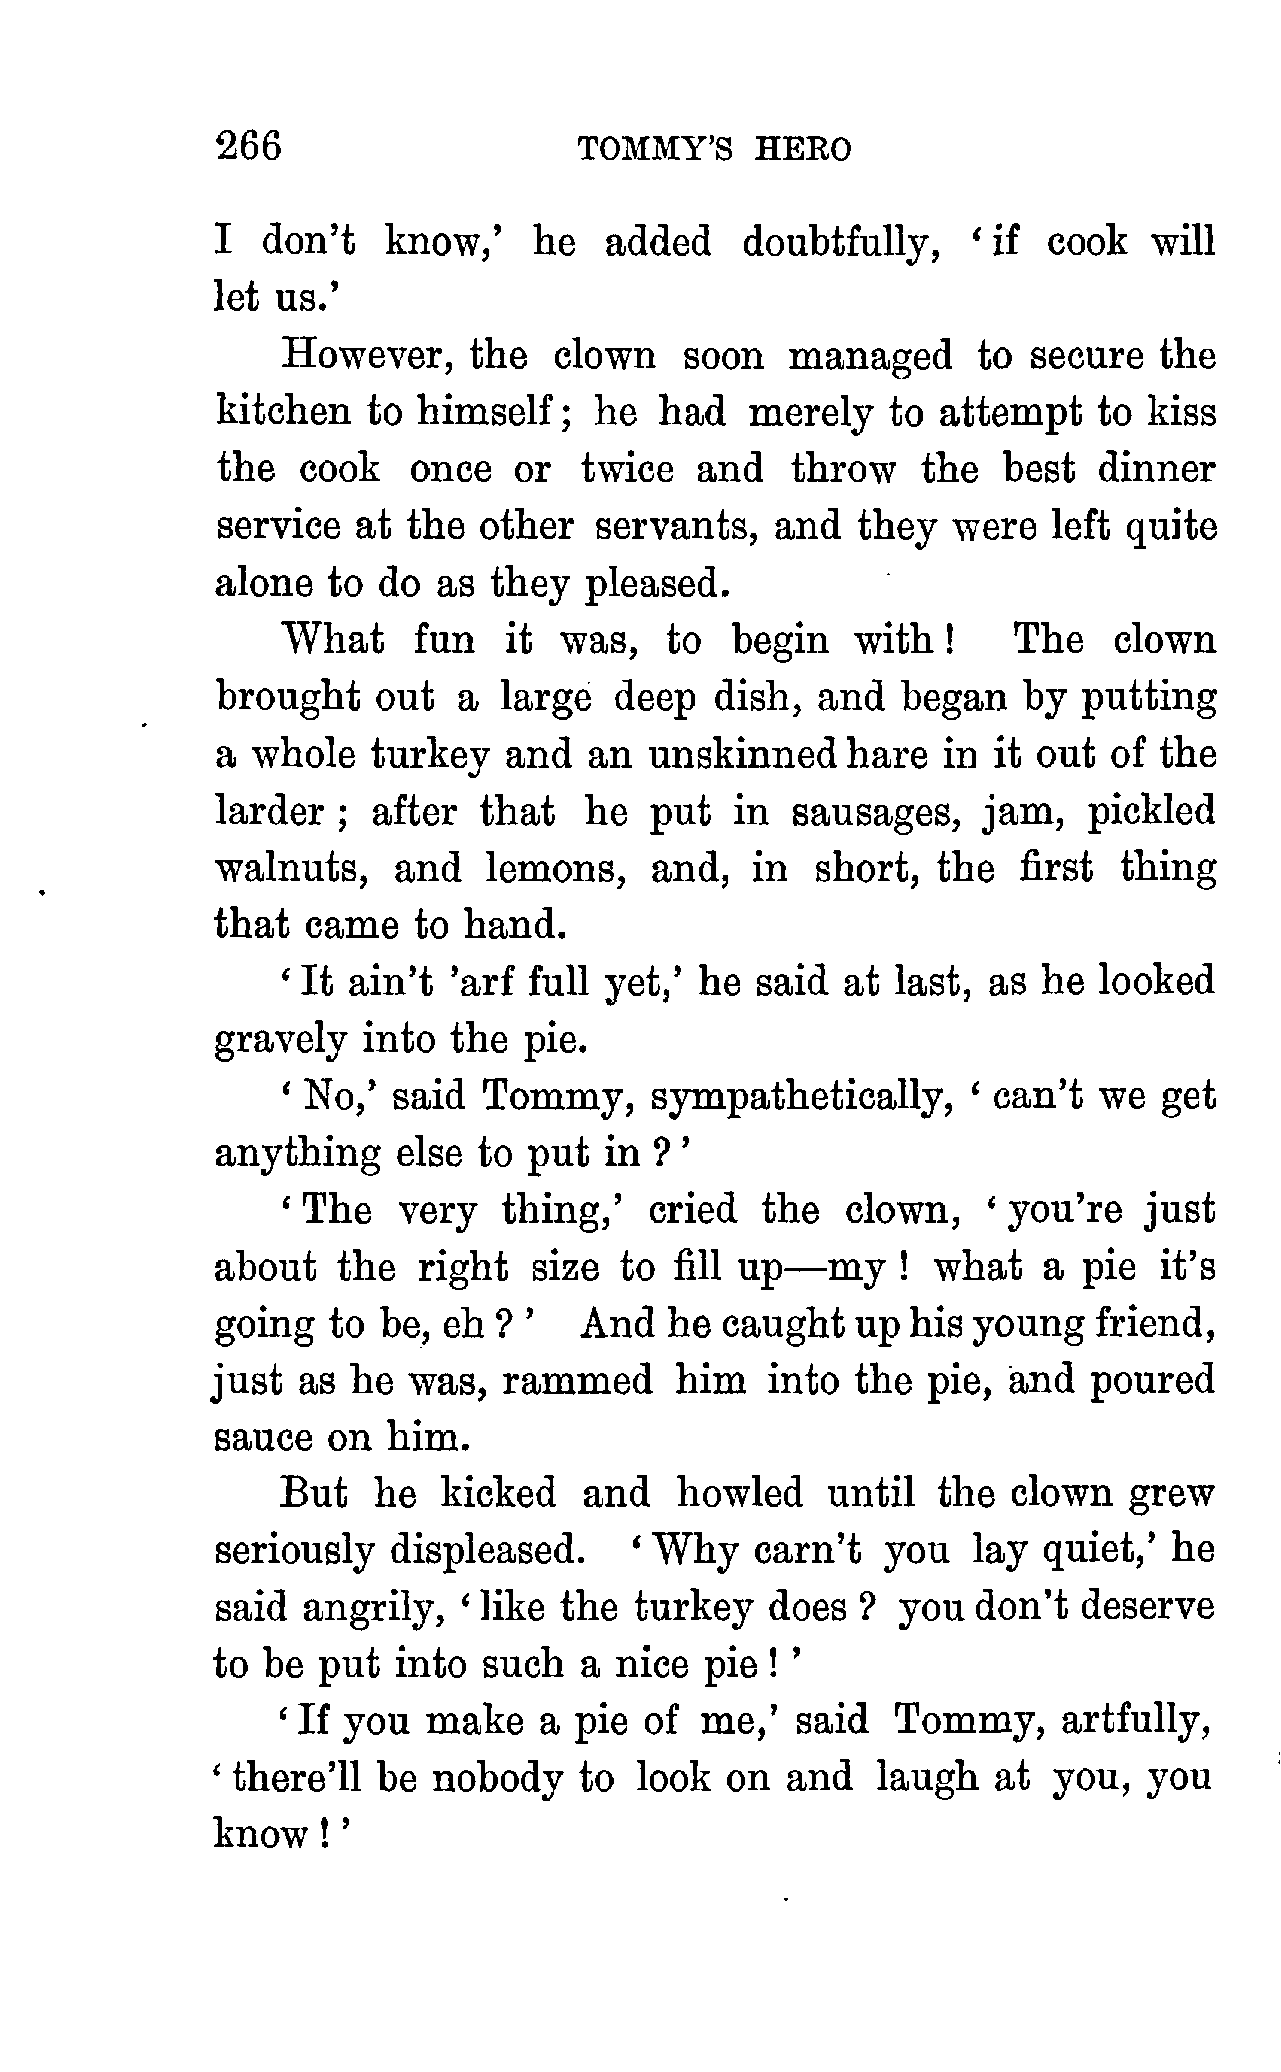 266 TOMMY'S HERO
I don't know,' he added doubtfully, 'if cook will
let us.'
However, the clown soon managed to secure the
kitchen to himself; he had merely to attempt to kiss
the cook once or twice and throw the best dinner
service at the other servants, and they were left quite
alone to do as they pleased.
What fun it was, to begin with! The clown
brought out a large deep dish, and began by putting
a whole turkey and an unskinned hare in it out of the
larder; after that he put in sausages, jam, pickled
walnuts, and lemons, and, in short, the first thing
that came to hand.
'It ain't 'arf full yet,' he said at last, as he looked
gravely into the pie.
'No,' said Tommy, sympathetically, 'can't we get
anything else to put in?'
'The very thing,' cried the clown, 'you're just
about the right size to fill up—my! what a pie it's
going to be, eh?' And he caught up his young friend,
just as he was, rammed him into the pie, and poured
sauce on him.
But he kicked and howled until the clown grew
seriously displeased. 'Why carn't you lay quiet,' he
said angrily, 'like the turkey does? you don't deserve
to be put into such a nice pie!'
'If you make a pie of me,' said Tommy, artfully,
'there'll be nobody to look on and laugh at you, you
know!'